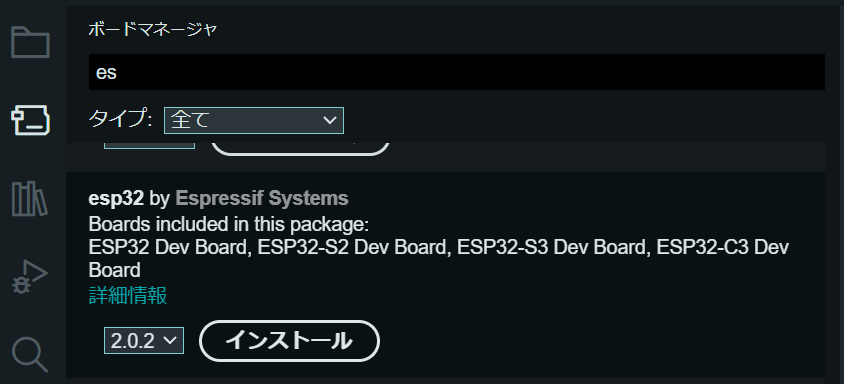 ボードマネージャ
es
タイプ: 全て
esp32 by Espressif Systems
Boards included in this package:
ESP32 Dev Board, ESP32-S2 Dev Board, ESP32-S3 Dev Board, ESP32-C3 Dev
Board
詳細情報
2.0.2 インストール